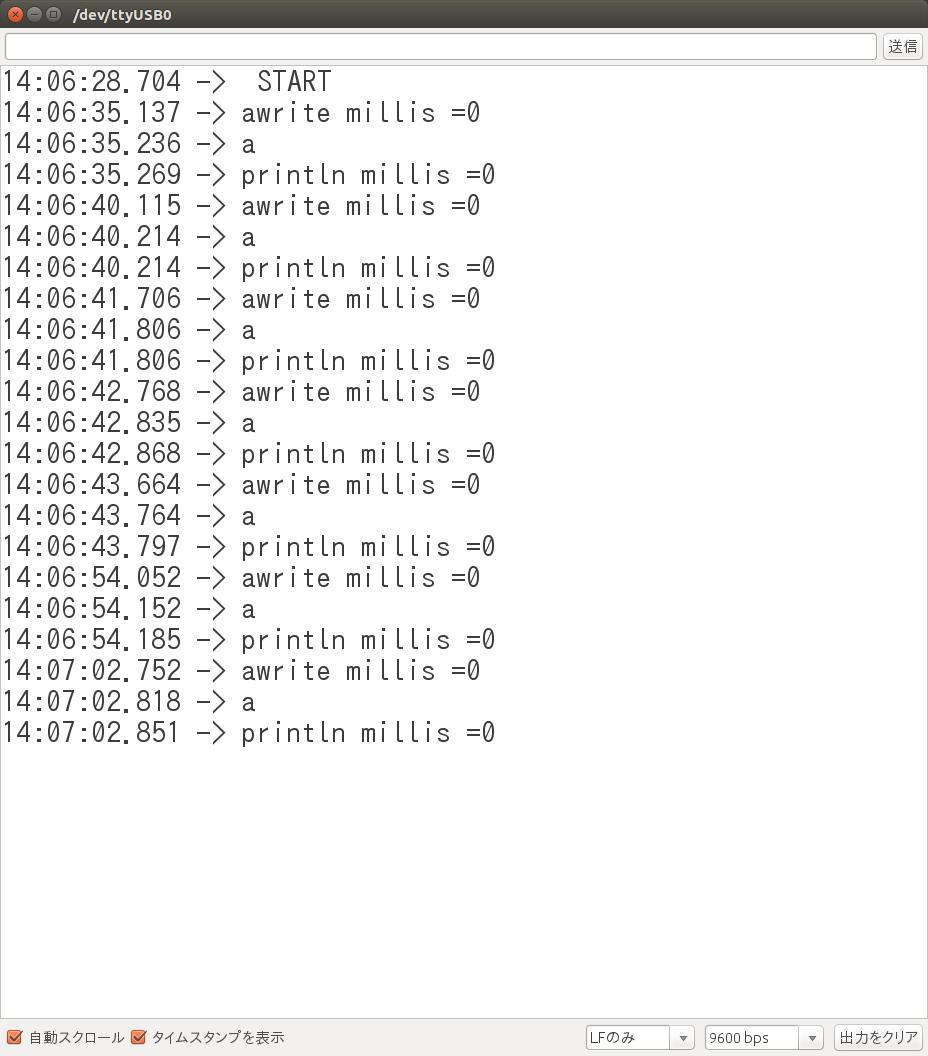 /dev/ttyUSB0
送信
14:06:28.704 ->  START
14:06:35.137 -> awrite millis =0
14:06:35.236 -> a
14:06:35.269 -> println millis =0
14:06:40.115 -> awrite millis =0
14:06:40.214 -> a
14:06:40.214 -> println millis =0
14:06:41.706 -> awrite millis =0
14:06:41.806 -> a
14:06:41.806 -> println millis =0
14:06:42.768 -> awrite millis =0
14:06:42.835 -> a
14:06:42.868 -> println millis =0
14:06:43.664 -> awrite millis =0
14:06:43.764 -> a
14:06:43.797 -> println millis =0
14:06:54.052 -> awrite millis =0
14:06:54.152 -> a
14:06:54.185 -> println millis =0
14:07:02.752 -> awrite millis =0
14:07:02.818 -> a
14:07:02.851 -> println millis =0
自動スクロール タイムスタンプを表示 LFのみ 9600 bps 出力をクリア